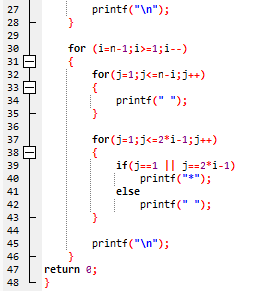 27 printf("\n");
28 }
29
30 for (i=n-1;i>=1;i--)
31 {
32 for(j=1;j<=n-i;j++)
33 {
34 printf(" ");
35 }
36
37 for(j=1;j<=2*i-1;j++)
38 {
39 if(j==1 || j==2*i-1)
40 printf("*");
41 else
42 printf(" ");
43 }
44
45 printf("\n");
46 }
47 return 0;
48 }